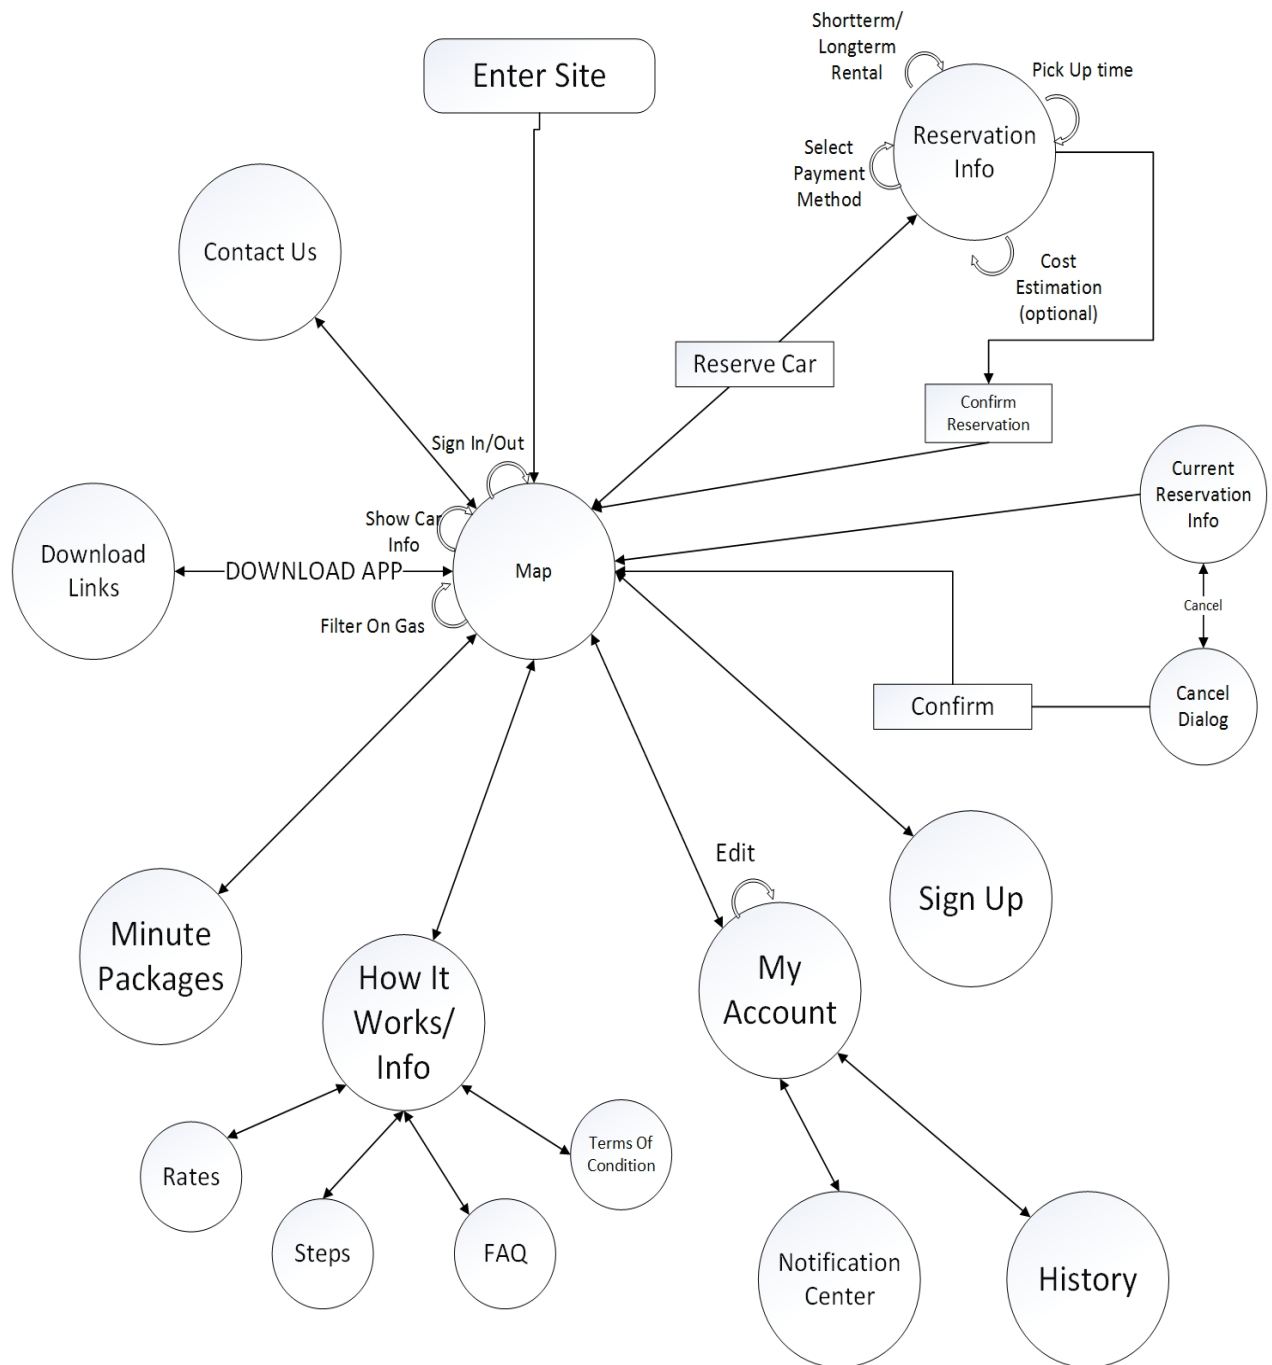 Shortterm/
Longterm
Rental
Enter Site
Pick Up time
Reservation
Info
Select
Payment
Method
Contact Us
Cost
Estimation
(optional)
Reserve Car
Confirm
Reservation
Sign In/Out
Current
Reservation
Info
Show Car
Info
Download
Links
DOWNLOAD APP
Map
Filter On Gas
Cancel
Cancel
Dialog
Confirm
Edit
Sign Up
Minute
Packages
How It
Works/
Info
My
Account
Terms Of
Condition
Rates
Steps
FAQ
Notification
Center
History